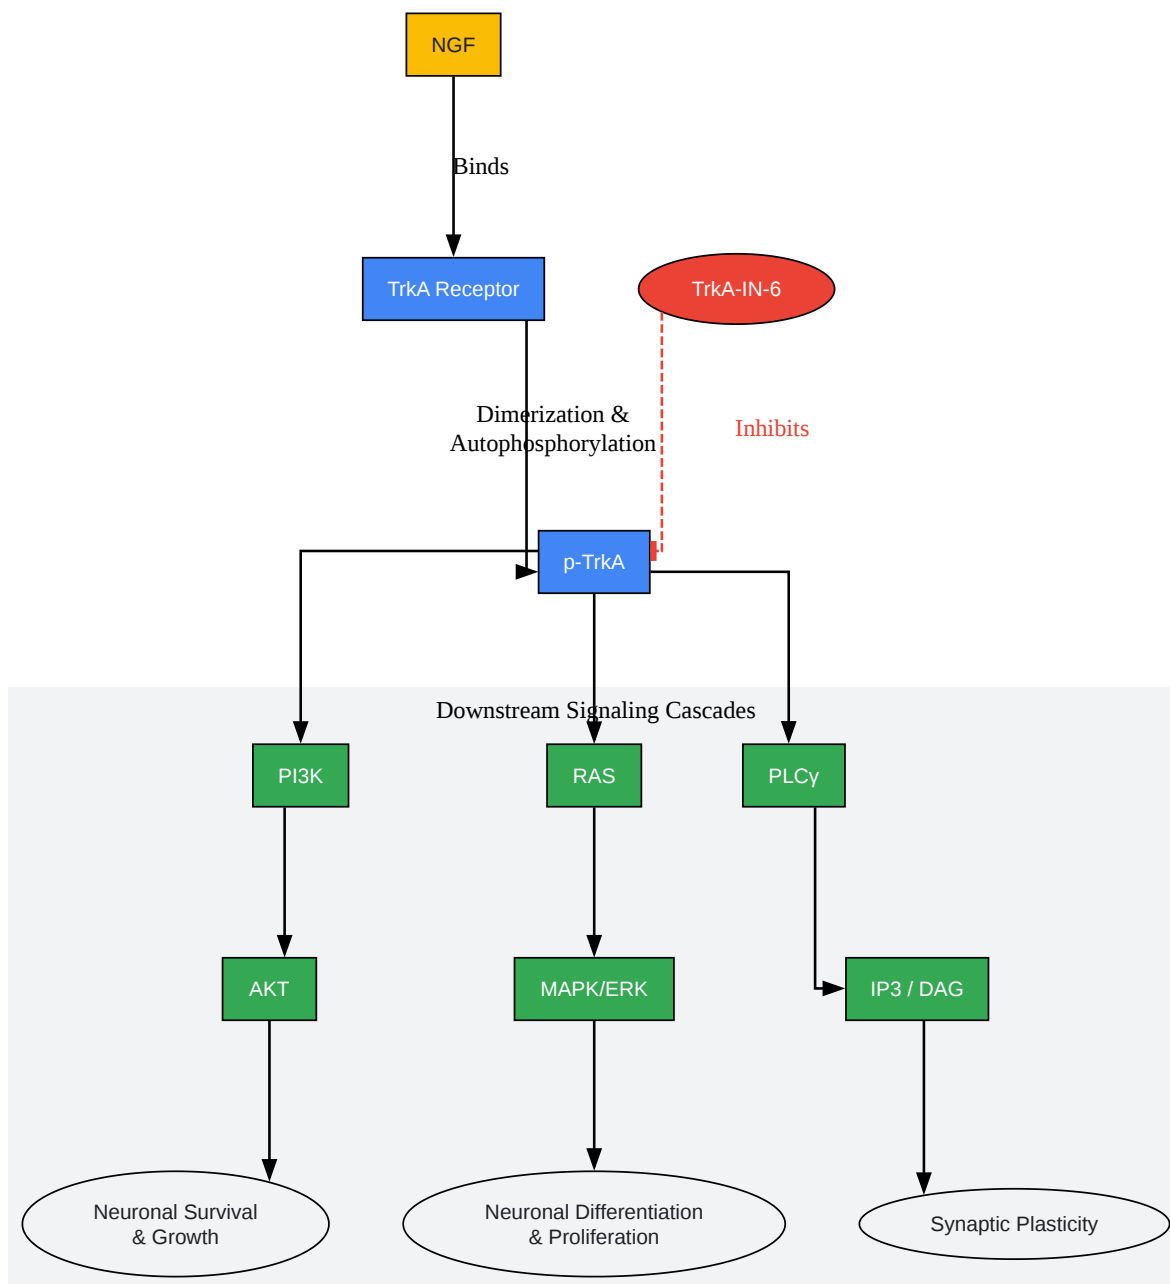 NGF
Binds
TrkA Receptor
TrkA-IN-6
Dimerization &
Autophosphorylation
Inhibits
p-TrkA
Downstream Signaling Cascades
PI3K
RAS
PLCγ
AKT
MAPK/ERK
IP3 / DAG
Neuronal Survival
& Growth
Neuronal Differentiation
& Proliferation
Synaptic Plasticity